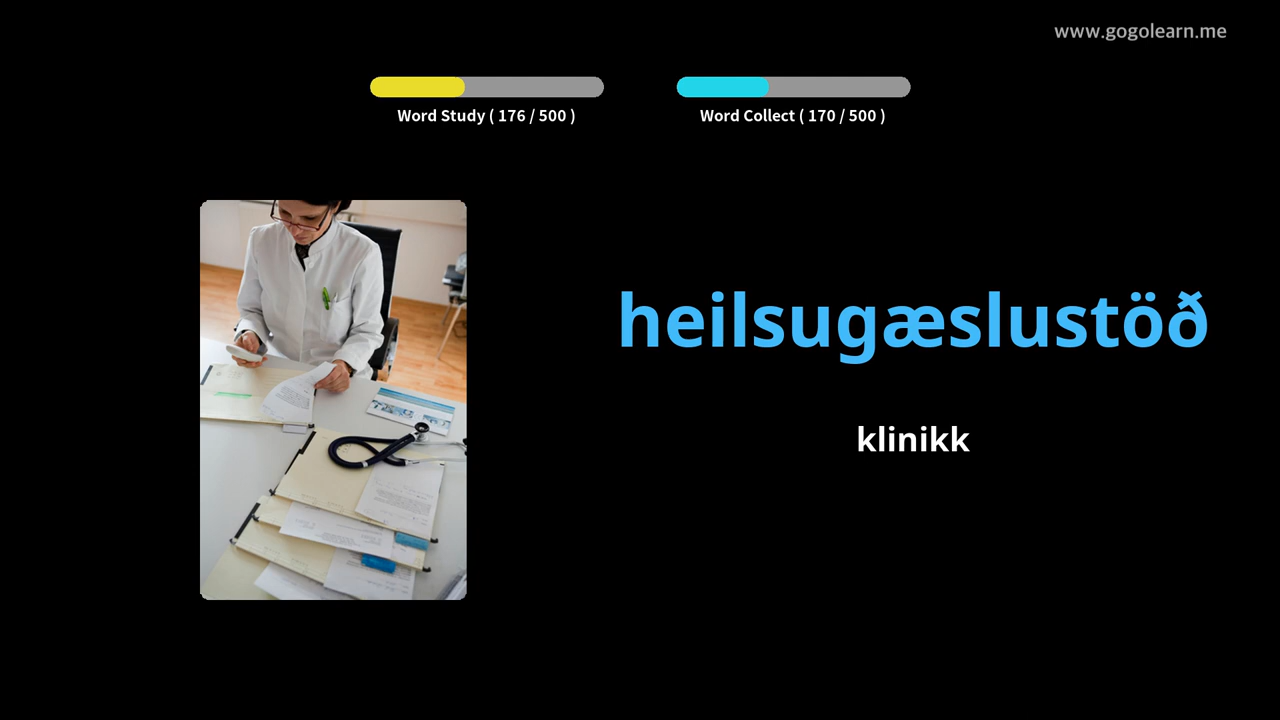 www.gogolearn.me
Word Study ( 176 / 500 )
Word Collect ( 170 / 500 )
heilsugæslustöð
klinikk